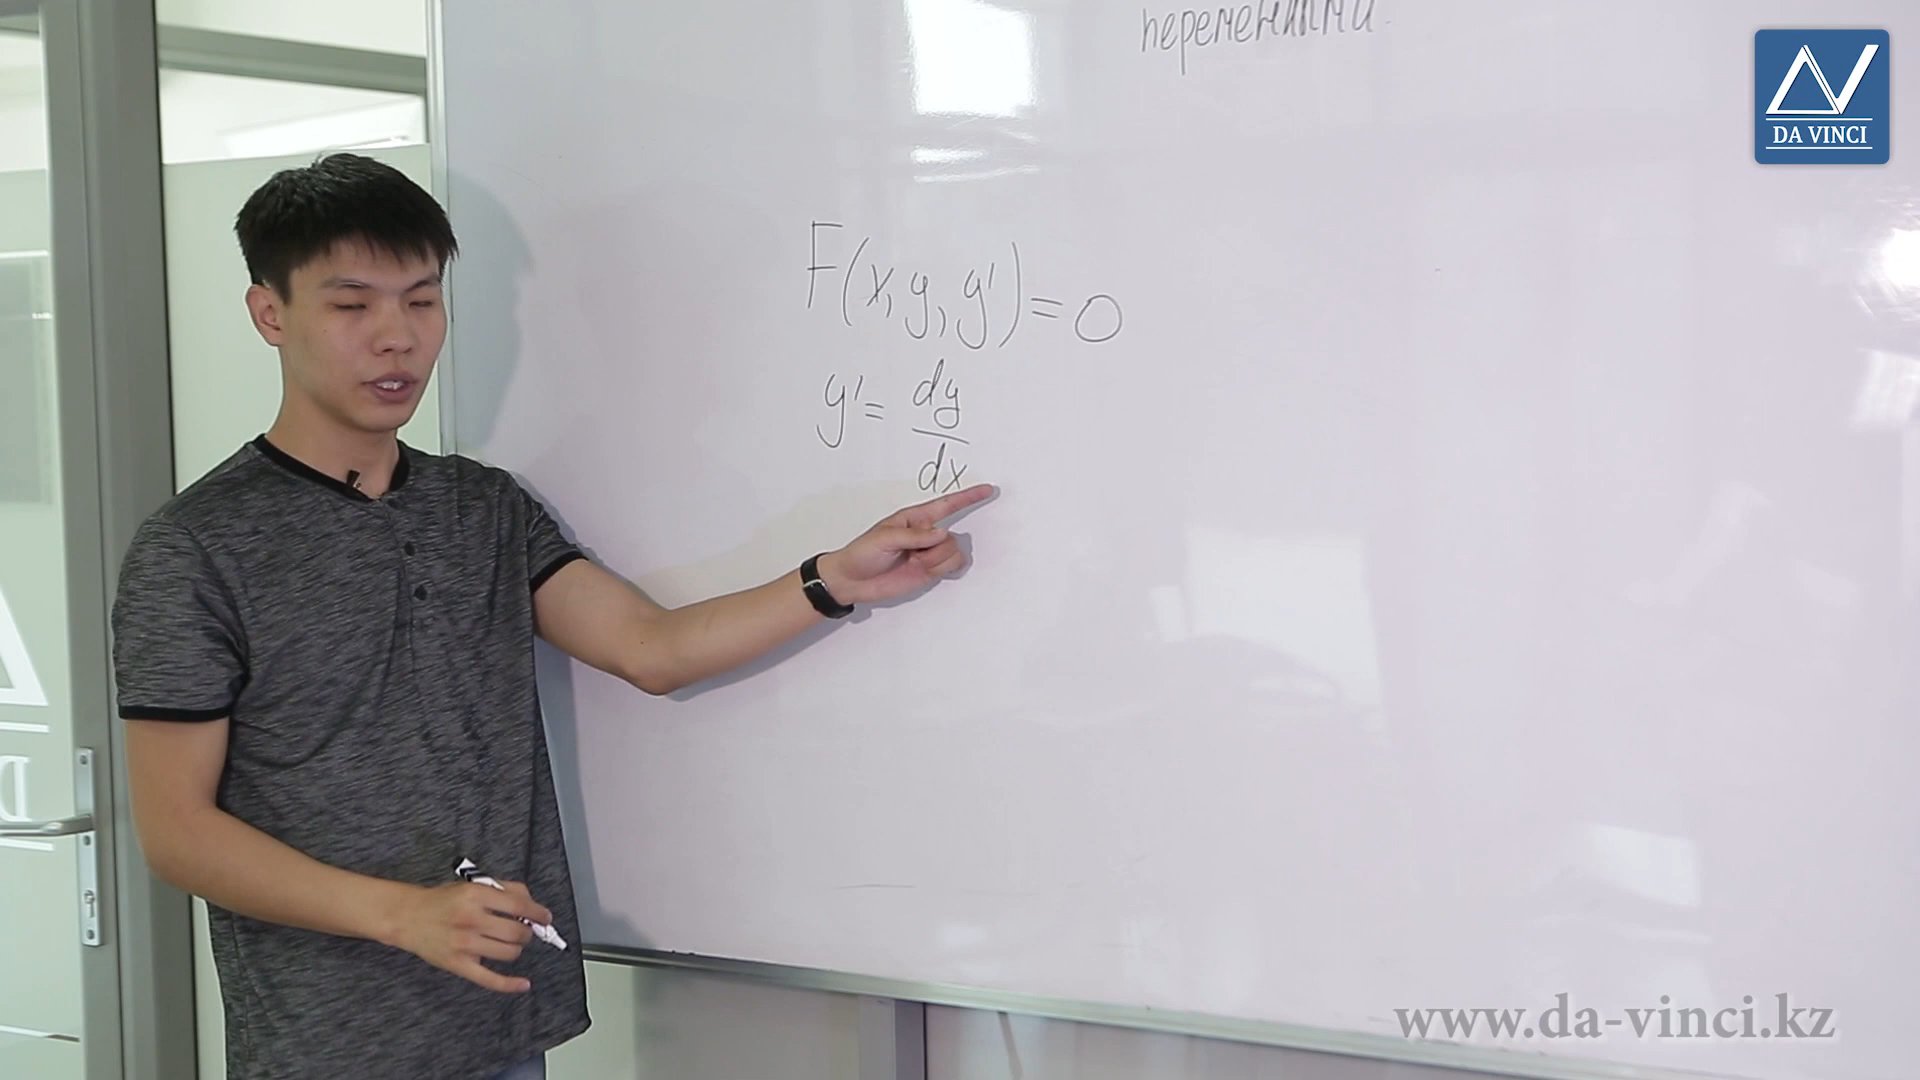 переменными.
DA VINCI
F(x, y, y') = 0
y' = dy/dx
www.da-vinci.kz